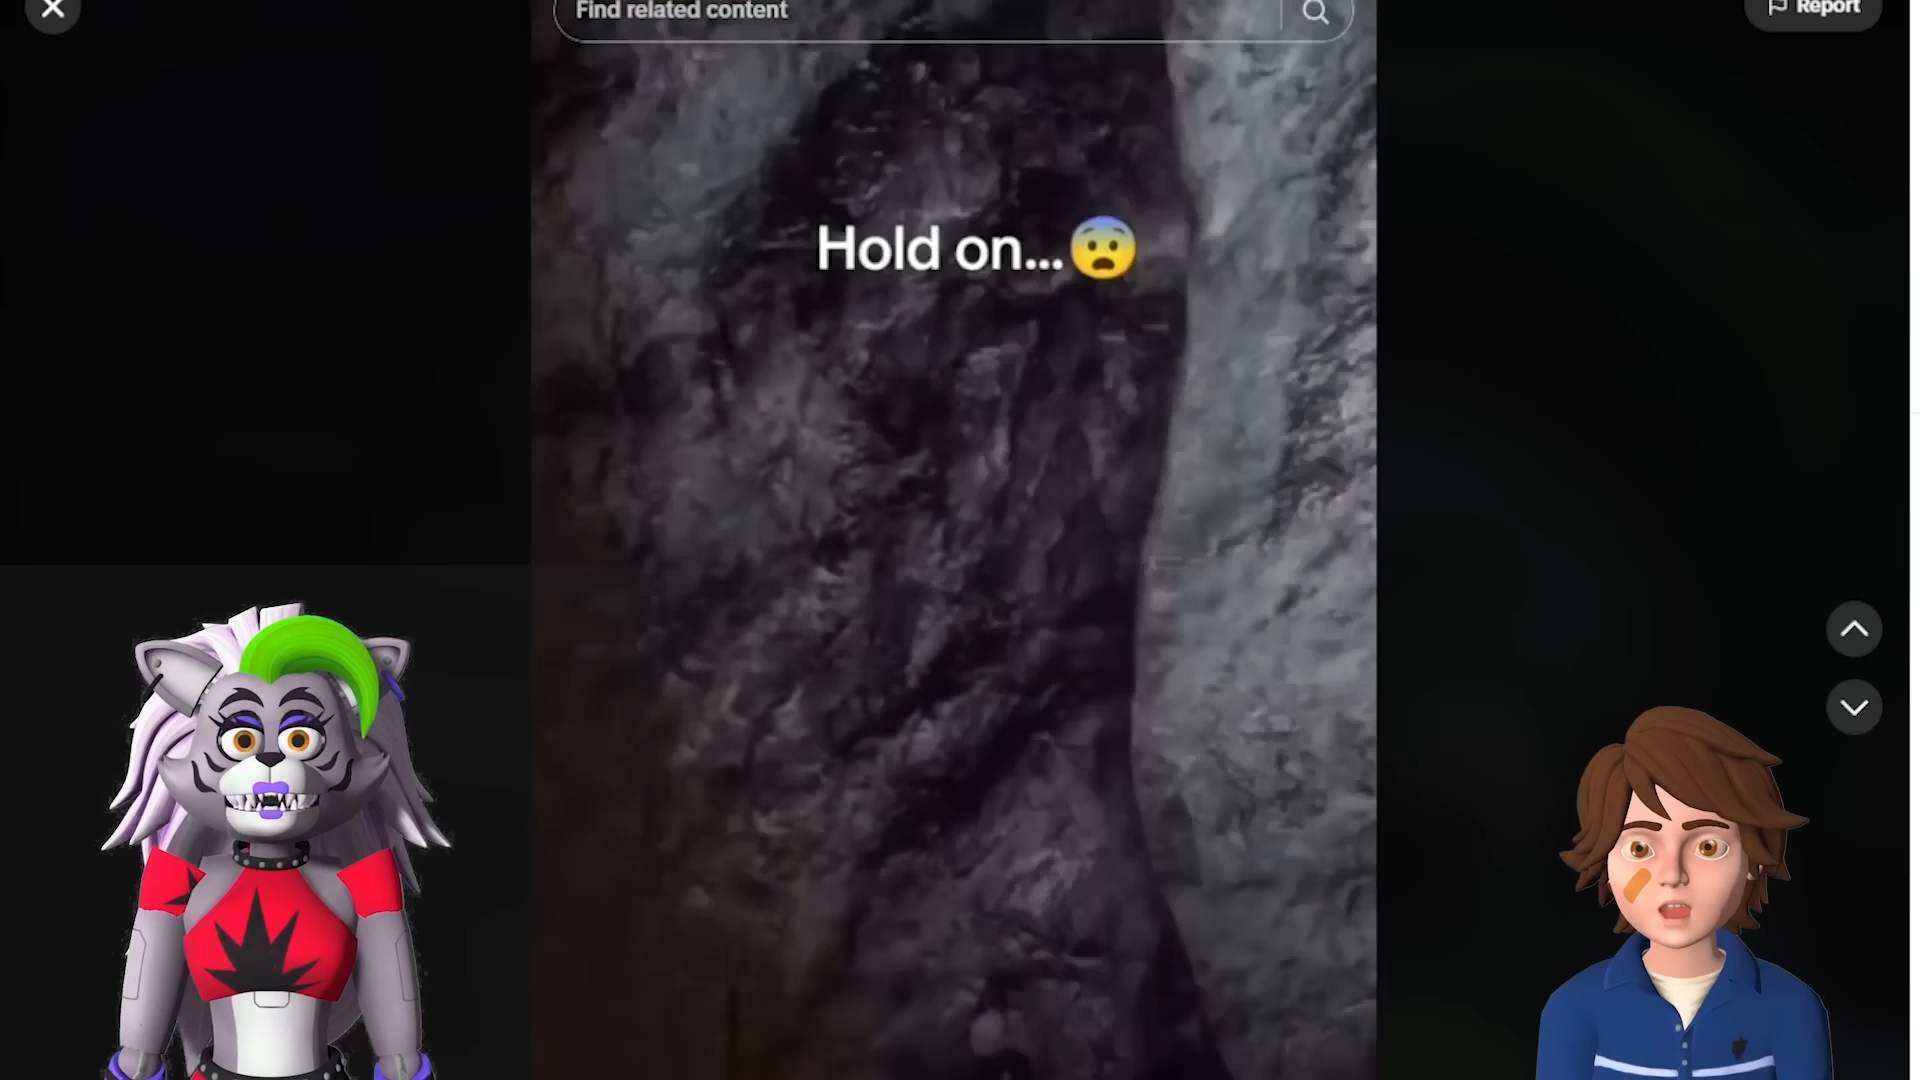 Find related content
Report
Hold on...😨